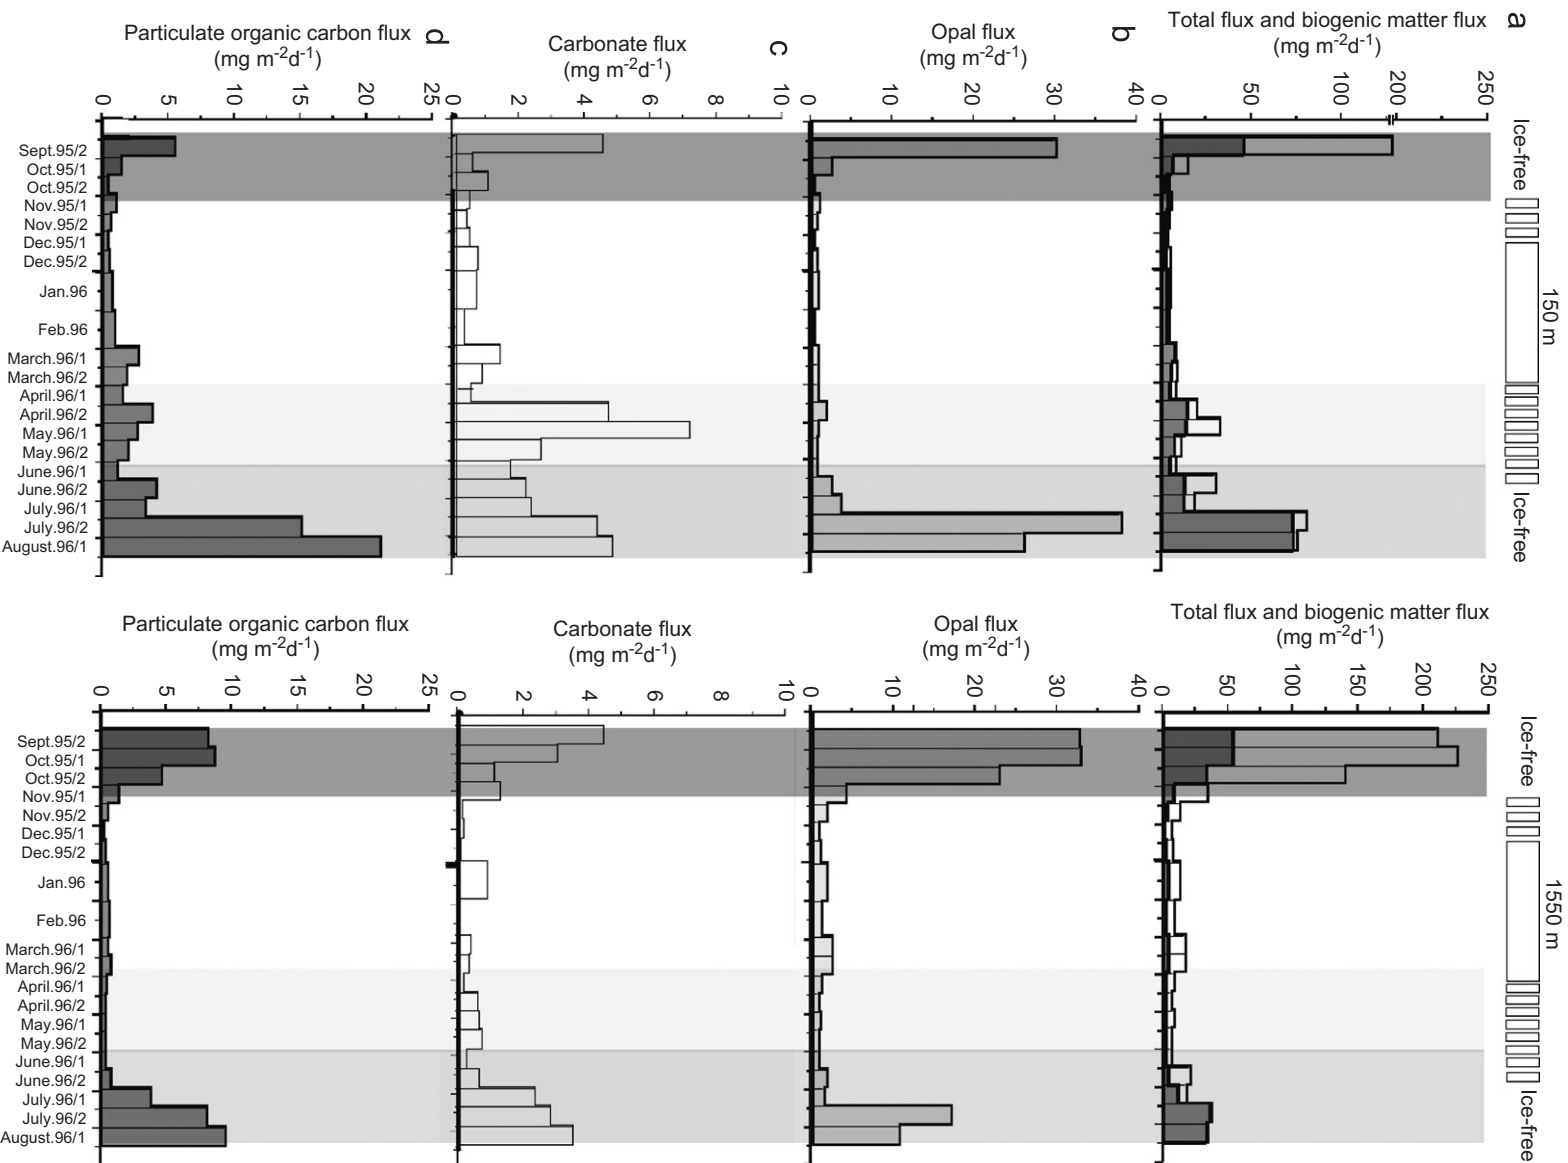 a
Total flux and biogenic matter flux
(mg m-2d-1)
0
50
100
200
250
Ice-free
150 m
Ice-free
b
Opal flux
(mg m-2d-1)
0
10
20
30
40
c
Carbonate flux
(mg m-2d-1)
0
2
4
6
8
10
d
Particulate organic carbon flux
(mg m-2d-1)
0
5
10
15
20
25
Sept.95/2
Oct.95/1
Oct.95/2
Nov.95/1
Nov.95/2
Dec.95/1
Dec.95/2
Jan.96
Feb.96
March.96/1
March.96/2
April.96/1
April.96/2
May.96/1
May.96/2
June.96/1
June.96/2
July.96/1
July.96/2
August.96/1
Total flux and biogenic matter flux
(mg m-2d-1)
0
50
100
150
200
250
Ice-free
1550 m
Ice-free
Opal flux
(mg m-2d-1)
0
10
20
30
40
Carbonate flux
(mg m-2d-1)
0
2
4
6
8
10
Particulate organic carbon flux
(mg m-2d-1)
0
5
10
15
20
25
Sept.95/2
Oct.95/1
Oct.95/2
Nov.95/1
Nov.95/2
Dec.95/1
Dec.95/2
Jan.96
Feb.96
March.96/1
March.96/2
April.96/1
April.96/2
May.96/1
May.96/2
June.96/1
June.96/2
July.96/1
July.96/2
August.96/1